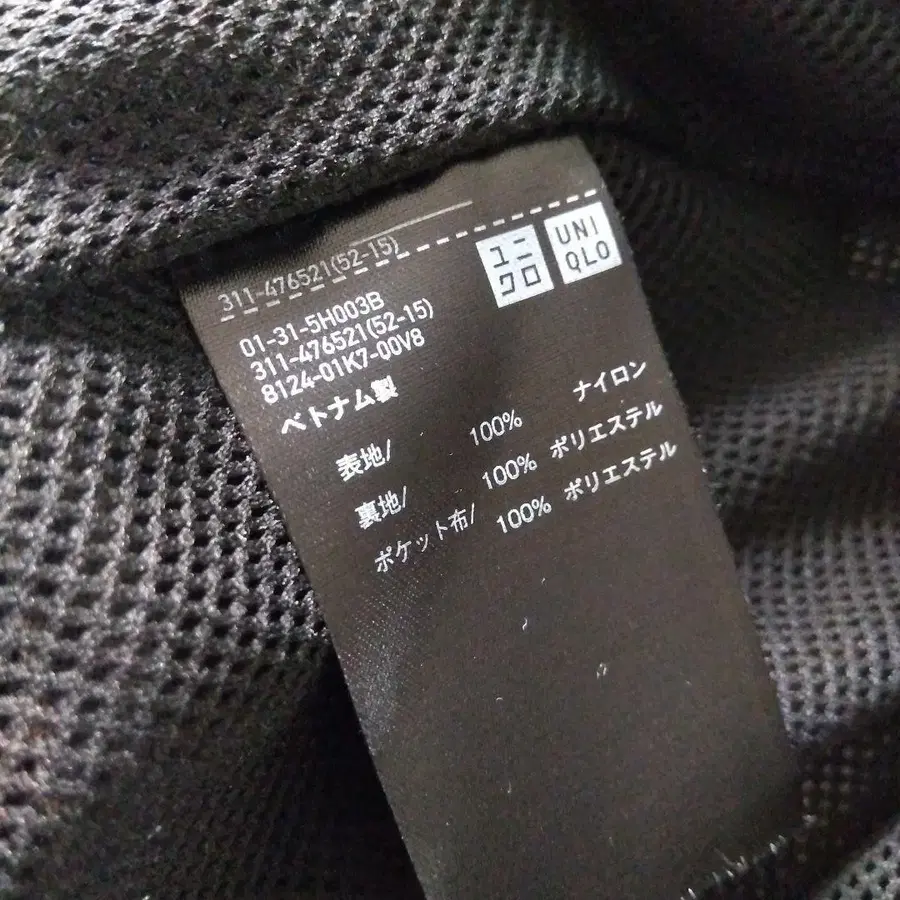 311-476521(52-15)
ユニ
クロ
UNI
QLO
01-31-5H003B
311-476521(52-15)
8124-01K7-00V8
ベトナム製
表地/ 100% ナイロン
裏地/ 100% ポリエステル
ポケット布/ 100% ポリエステル